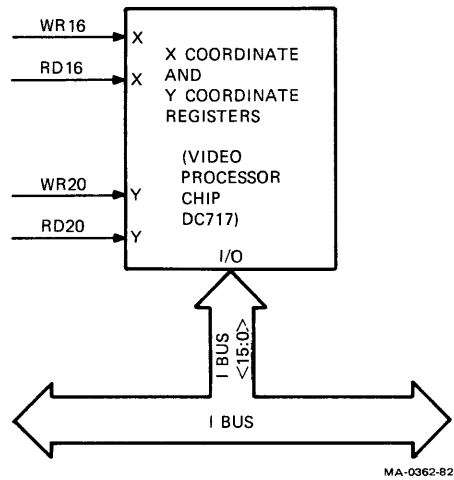 WR16
X
RD16
X
X COORDINATE
AND
Y COORDINATE
REGISTERS
(VIDEO
PROCESSOR
CHIP
DC717)
WR20
Y
RD20
Y
I/O
I BUS
<15:0>
I BUS
MA-0362-82